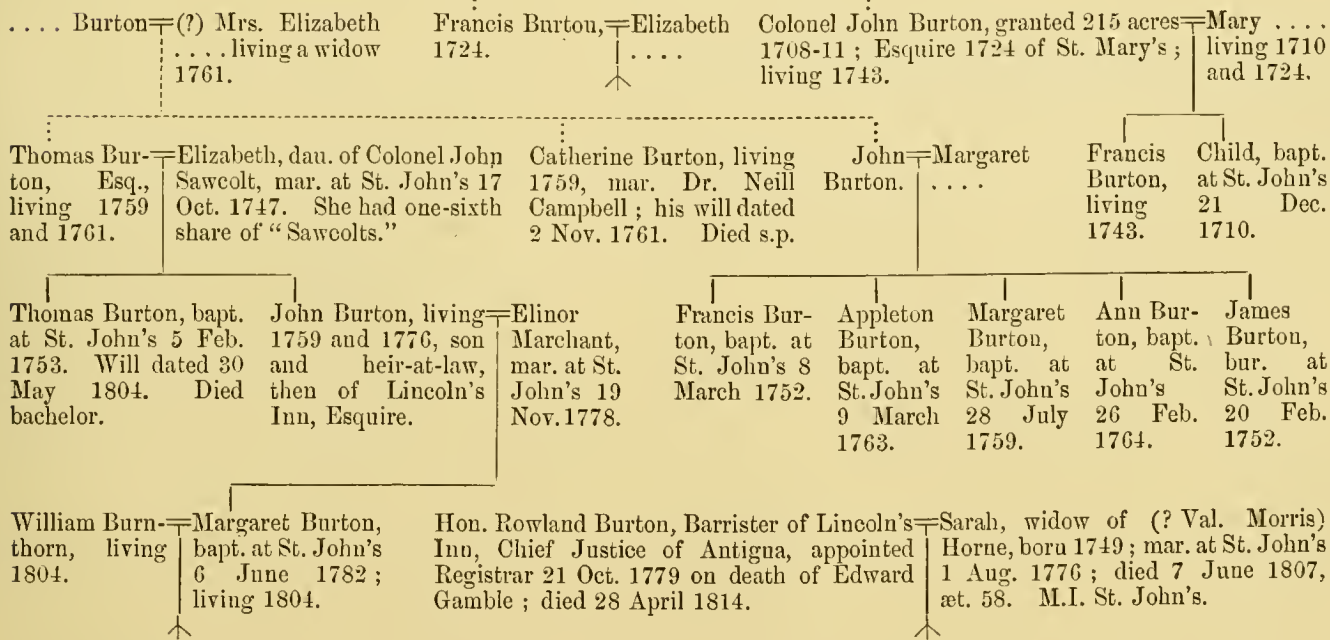 . . . . Burton=(?) Mrs. Elizabeth
. . . . living a widow
1761.
Francis Burton,=Elizabeth
1724. . . . .
Colonel John Burton, granted 215 acres=Mary . . . .
1708-11 ; Esquire 1724 of St. Mary's ; living 1710
living 1743. and 1724.
Thomas Bur-=Elizabeth, dau. of Colonel John
ton, Esq., Sawcolt, mar. at St. John's 17
living 1759 Oct. 1747. She had one-sixth
and 1761. share of "Sawcolts."
Catherine Burton, living
1759, mar. Dr. Neill
Campbell ; his will dated
2 Nov. 1761. Died s.p.
John=Margaret
Burton. . . . .
Francis
Burton,
living
1743.
Child, bapt.
at St. John's
21 Dec.
1710.
Thomas Burton, bapt.
at St. John's 5 Feb.
1753. Will dated 30
May 1804. Died
bachelor.
John Burton, living=Elinor
1759 and 1776, son Marchant,
and heir-at-law, mar. at St.
then of Lincoln's John's 19
Inn, Esquire. Nov. 1778.
Francis Bur-
ton, bapt. at
St. John's 8
March 1752.
Appleton
Burton,
bapt. at
St. John's
9 March
1763.
Margaret
Burton,
bapt. at
St. John's
28 July
1759.
Ann Bur-
ton, bapt.
at St.
John's
26 Feb.
1764.
James
Burton,
bur. at
St. John's
20 Feb.
1752.
William Burn-=Margaret Burton,
thorn, living bapt. at St. John's
1804. 6 June 1782 ;
living 1804.
Hon. Rowland Burton, Barrister of Lincoln's=Sarah, widow of (? Val. Morris)
Inn, Chief Justice of Antigua, appointed Horne, born 1749 ; mar. at St. John's
Registrar 21 Oct. 1779 on death of Edward 1 Aug. 1776 ; died 7 June 1807,
Gamble ; died 28 April 1814. æt. 58. M.I. St. John's.